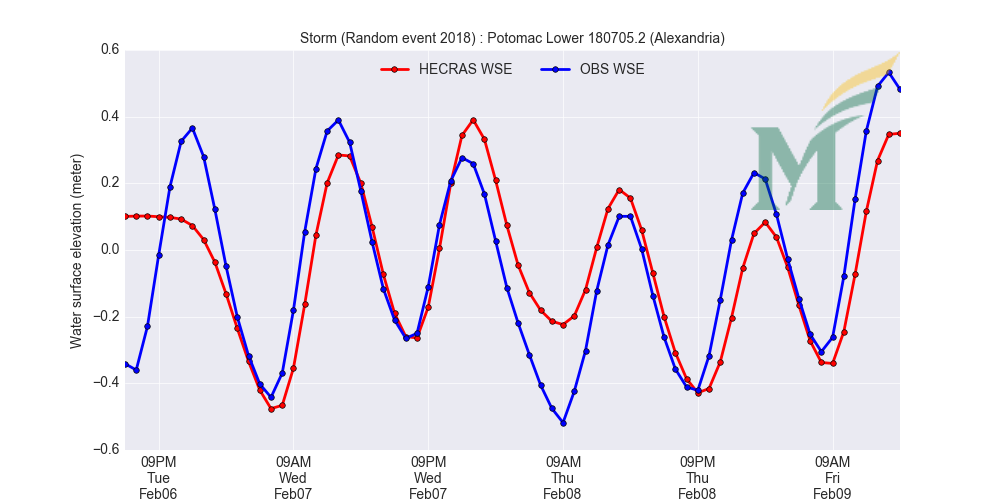 Storm (Random event 2018) : Potomac Lower 180705.2 (Alexandria)
HECRAS WSE OBS WSE
M
Water surface elevation (meter)
0.6
0.4
0.2
0.0
−0.2
−0.4
−0.6
09PM 09AM 09PM 09AM 09PM 09AM
Tue Wed Wed Thu Thu Fri
Feb06 Feb07 Feb07 Feb08 Feb08 Feb09